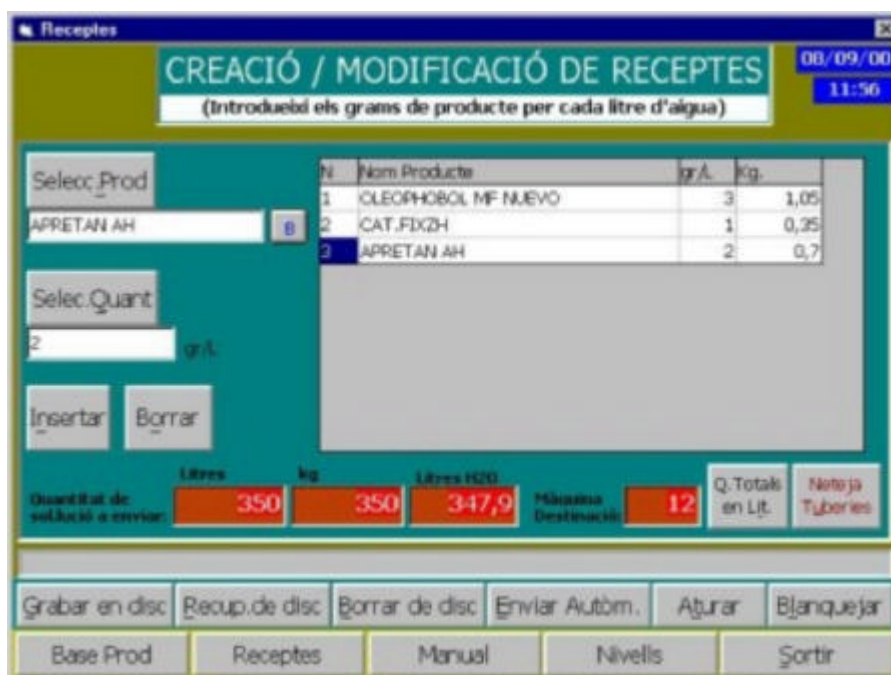 Receptes
CREACIÓ / MODIFICACIÓ DE RECEPTES
(Introdueixi els grams de producte per cada litre d'aigua)
08/09/00
11:56
Selecc.Prod
APRETAN AH
B
Selec.Quant
2 gr/L
Insertar Borrar
N Nom Producte gr/L Kg.
1 OLEOPHOBOL MF NUEVO 3 1,05
2 CAT.FIXZH 1 0,35
3 APRETAN AH 2 0,7
Litres kg Litres H2O
Quantitat de
sol.lució a enviar: 350 350 347,9
Màquina
Destinació: 12
Q.Totals
en Lit.
Neteja
Tuberies
Grabar en disc Recup.de disc Borrar de disc Enviar Autòm. Aturar Blanquejar
Base Prod Receptes Manual Nivells Sortir